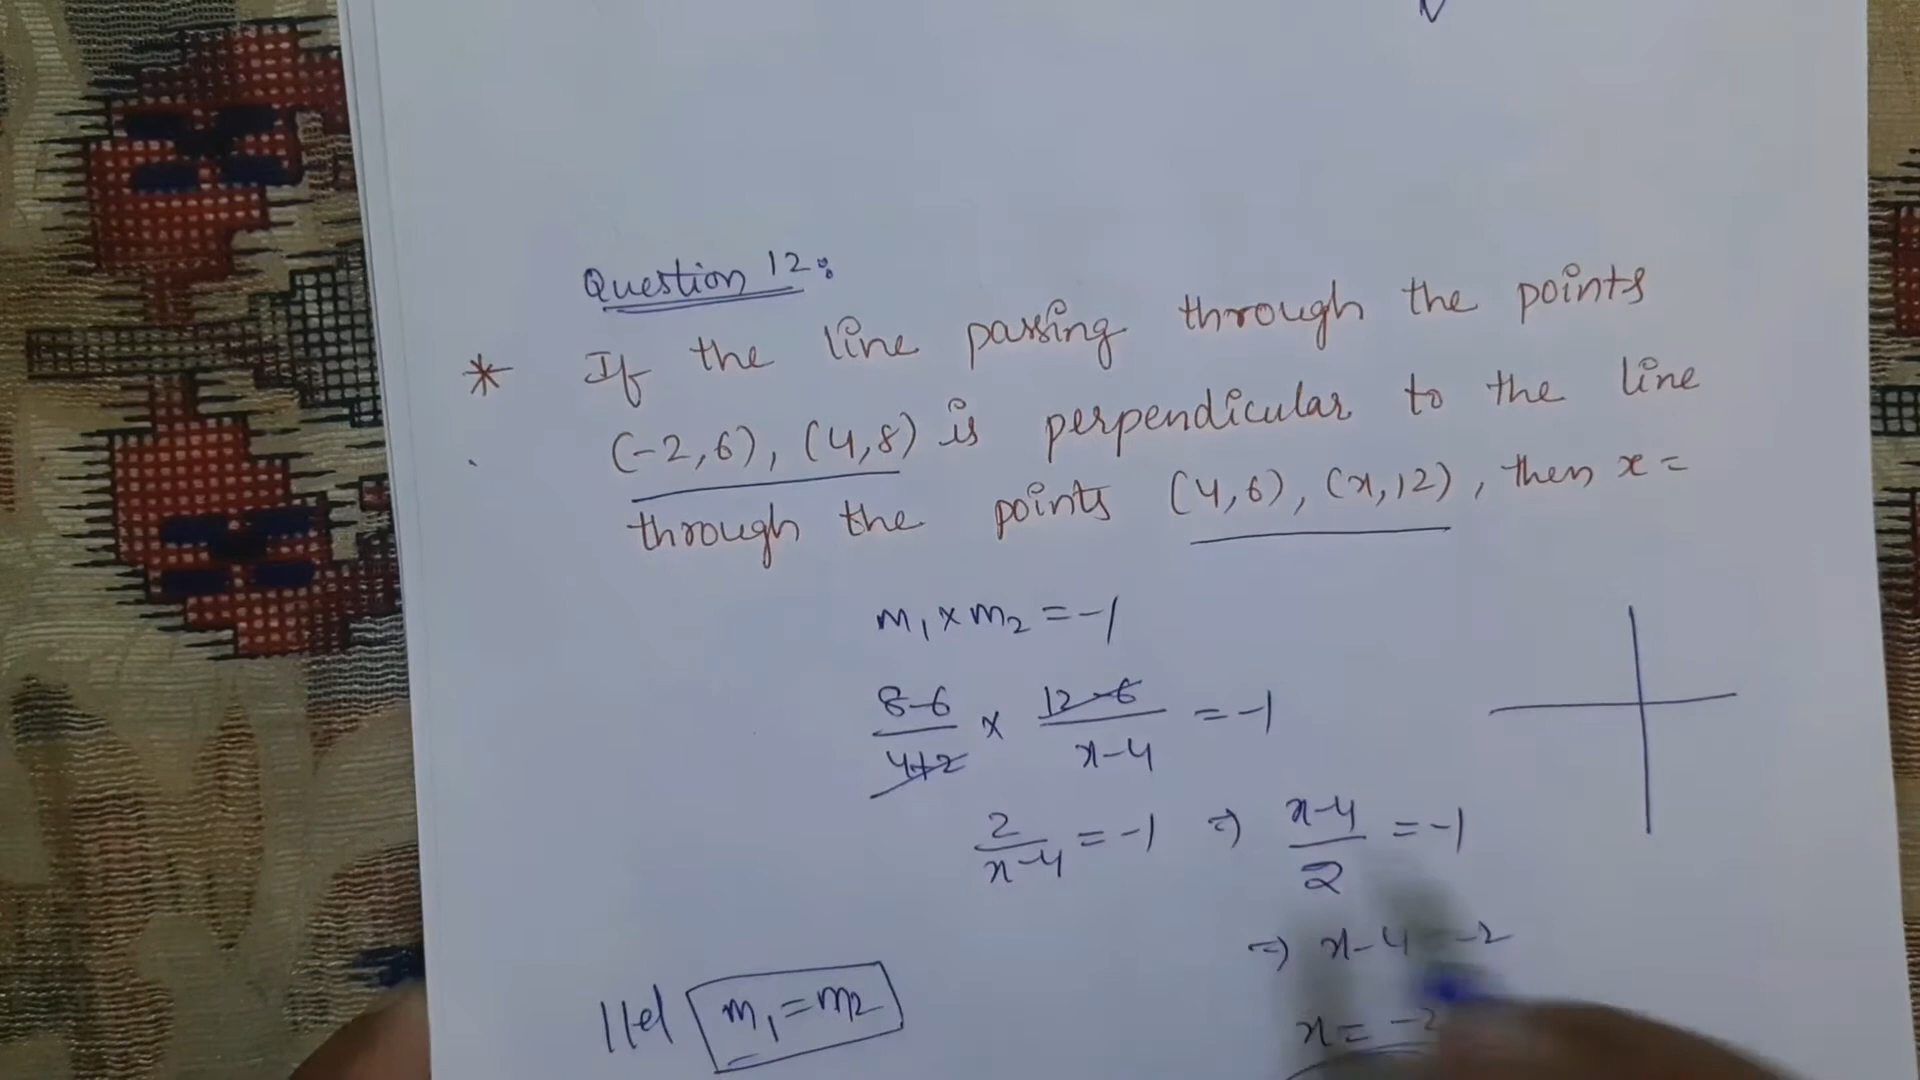 Question 12:
* If the line passing through the points
(-2,6), (4,8) is perpendicular to the line
through the points (4,6), (x,12), then x =
m₁ × m₂ = -1
8-6/4+2 × 12-6/x-4 = -1
2/x-4 = -1 ⇒ x-4/2 = -1
⇒ x-4 -2
x = -2
||el m₁ = m₂